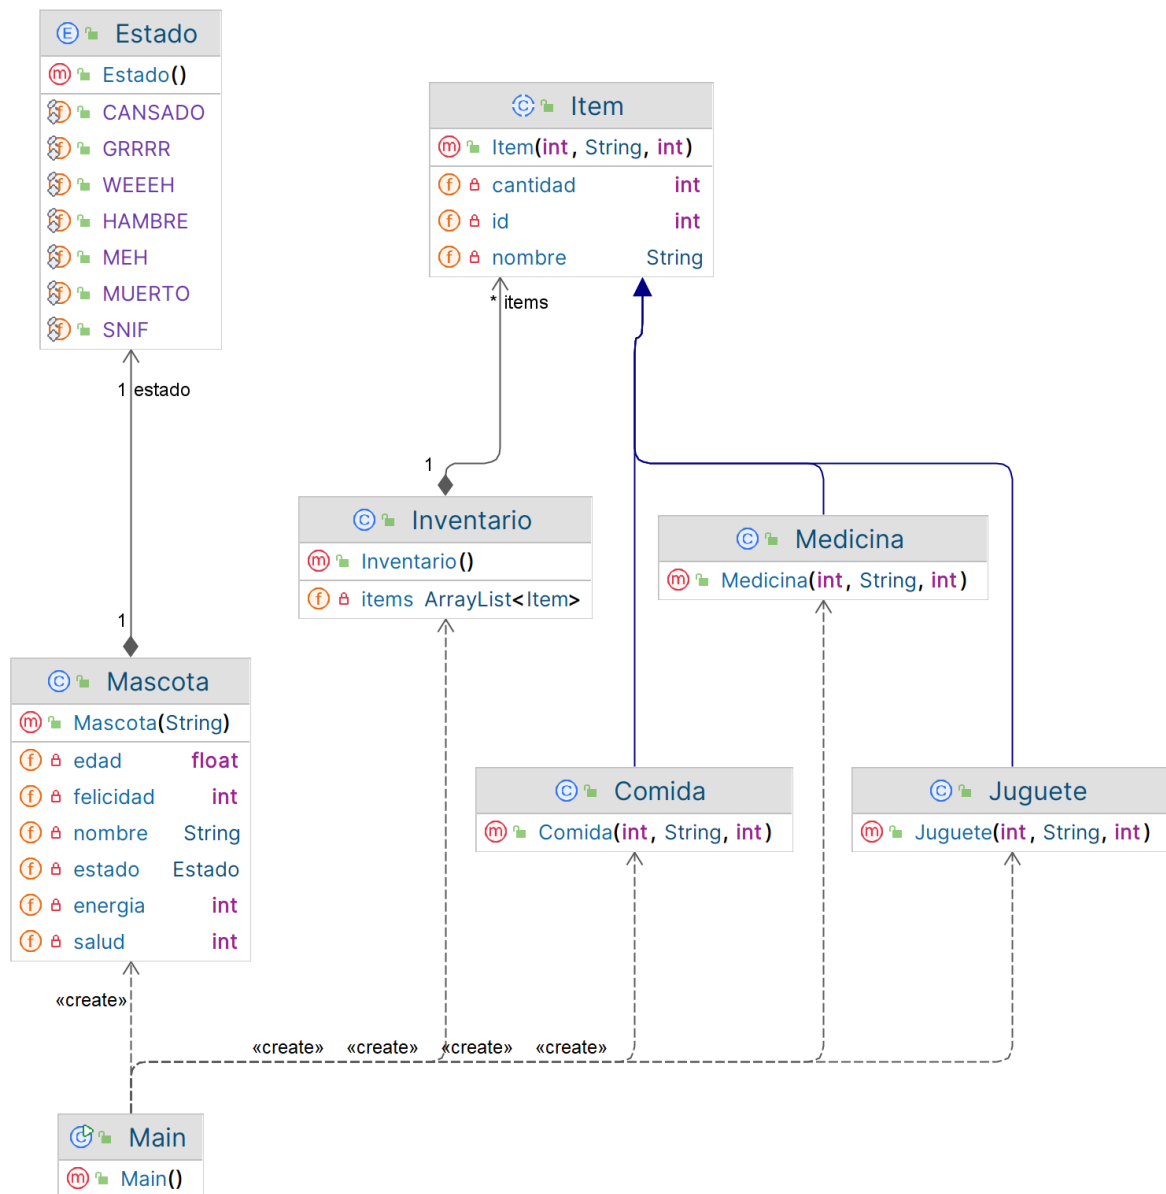 E Estado
m Estado()
f CANSADO
f GRRRR
f WEEEH
f HAMBRE
f MEH
f MUERTO
f SNIF
1 estado
1
C Item
m Item(int, String, int)
f cantidad int
f id int
f nombre String
* items
1
C Inventario
m Inventario()
f items ArrayList<Item>
C Medicina
m Medicina(int, String, int)
C Mascota
m Mascota(String)
f edad float
f felicidad int
f nombre String
f estado Estado
f energia int
f salud int
C Comida
m Comida(int, String, int)
C Juguete
m Juguete(int, String, int)
«create»
«create» «create» «create» «create»
C Main
m Main()